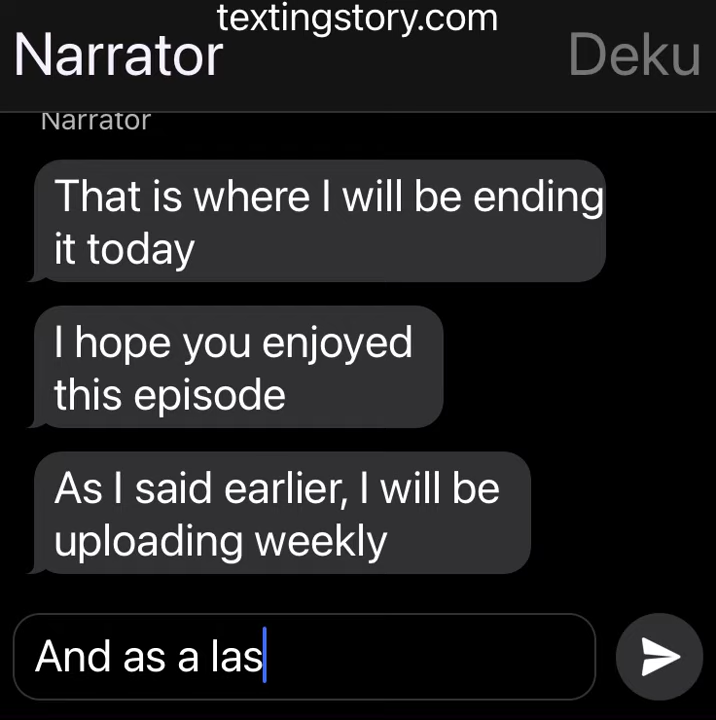 textingstory.com
Narrator
Deku
Narrator
That is where I will be ending
it today
I hope you enjoyed
this episode
As I said earlier, I will be
uploading weekly
And as a las